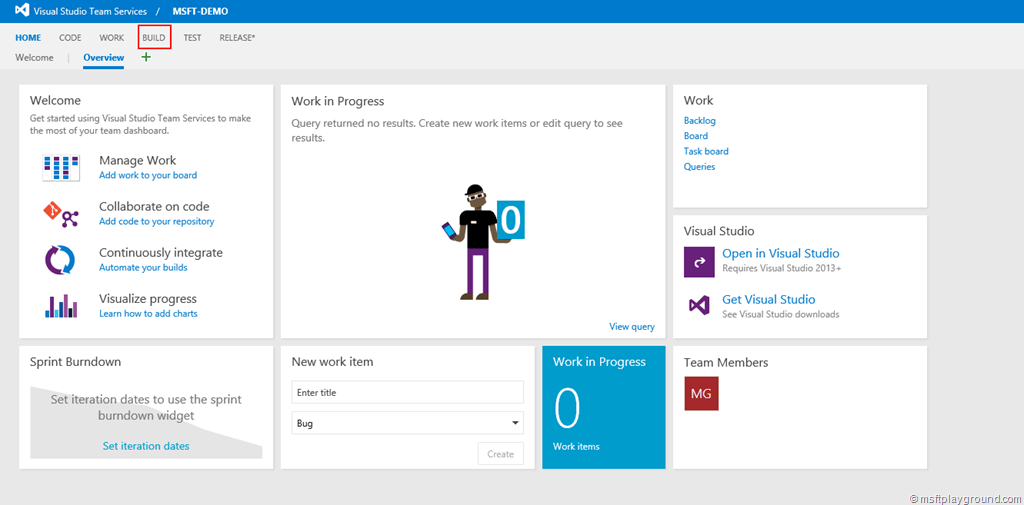 Visual Studio Team Services / MSFT-DEMO
HOME CODE WORK BUILD TEST RELEASE*
Welcome | Overview +
Welcome
Get started using Visual Studio Team Services to make
the most of your team dashboard.
Manage Work
Add work to your board
Collaborate on code
Add code to your repository
Continuously integrate
Automate your builds
Visualize progress
Learn how to add charts
Work in Progress
Query returned no results. Create new work items or edit query to see
results.
0
View query
Work
Backlog
Board
Task board
Queries
Visual Studio
Open in Visual Studio
Requires Visual Studio 2013+
Get Visual Studio
See Visual Studio downloads
Sprint Burndown
Set iteration dates to use the sprint
burndown widget
Set iteration dates
New work item
Enter title
Bug
Create
Work in Progress
0
Work items
Team Members
MG
© msftplayground.com